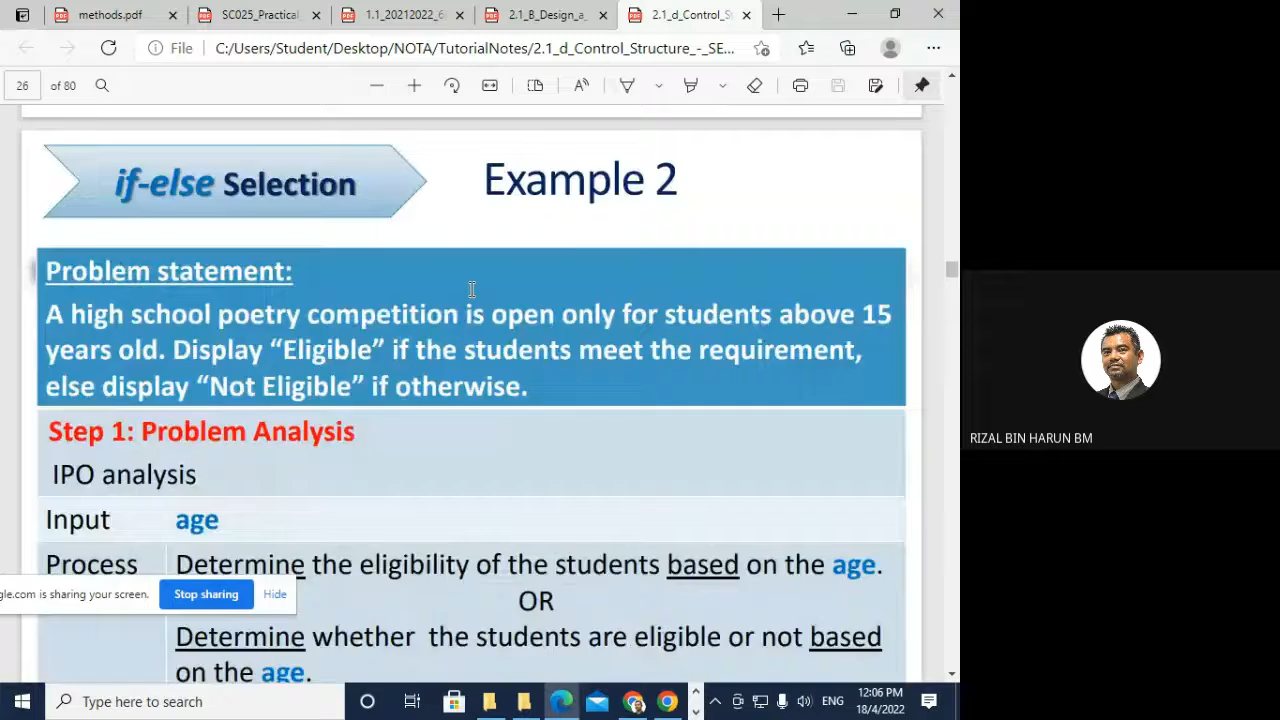 methods.pdf
SC025_Practical
1.1_20212022_6
2.1_B_Design_a_
2.1_d_Control_S
File
C:/Users/Student/Desktop/NOTA/TutorialNotes/2.1_d_Control_Structure_-_SE...
26 of 80
if-else Selection
Example 2
Problem statement:
A high school poetry competition is open only for students above 15
years old. Display “Eligible” if the students meet the requirement,
else display “Not Eligible” if otherwise.
Step 1: Problem Analysis
IPO analysis
Input age
Process Determine the eligibility of the students based on the age.
OR
Determine whether the students are eligible or not based
on the age.
gle.com is sharing your screen. Stop sharing Hide
RIZAL BIN HARUN BM
Type here to search
ENG
12:06 PM
18/4/2022